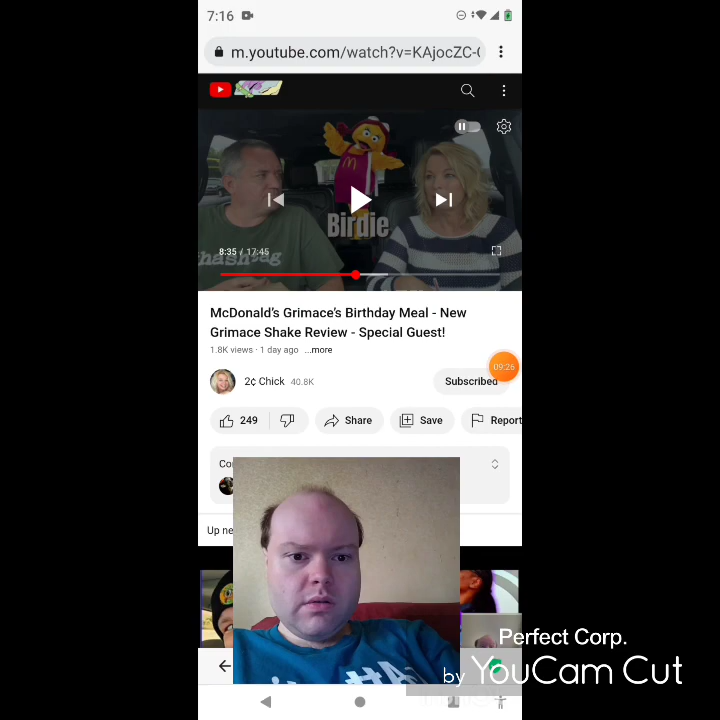 7:16
m.youtube.com/watch?v=KAjocZC-
Birdie
8:35 / 17:45
McDonald's Grimace's Birthday Meal - New
Grimace Shake Review - Special Guest!
1.8K views · 1 day ago ...more
09:26
2¢ Chick 40.8K Subscribed
249 Share Save Report
Up ne
Perfect Corp.
by YouCam Cut